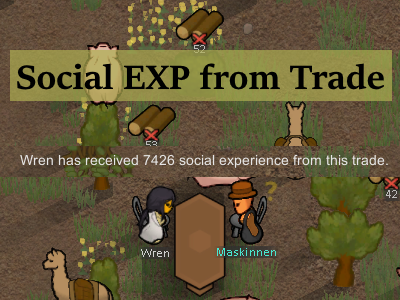 52
Social EXP from Trade
53
Wren has received 7426 social experience from this trade.
42
Wren
Maskinnen